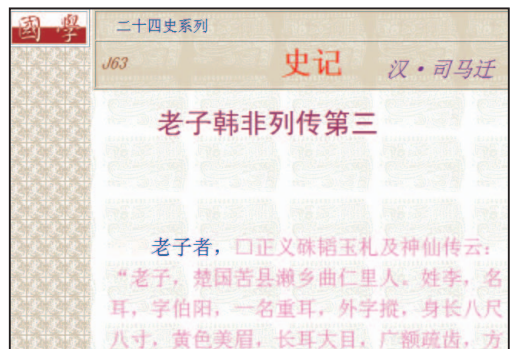 國學
二十四史系列
J63
史记
汉·司马迁
老子韩非列传第三
老子者，□正义硃韬玉札及神仙传云：
“老子，楚国苦县濑乡曲仁里人。姓李，名
耳，字伯阳，一名重耳，外字摐，身长八尺
八寸，黄色美眉，长耳大目，广额疏齿，方